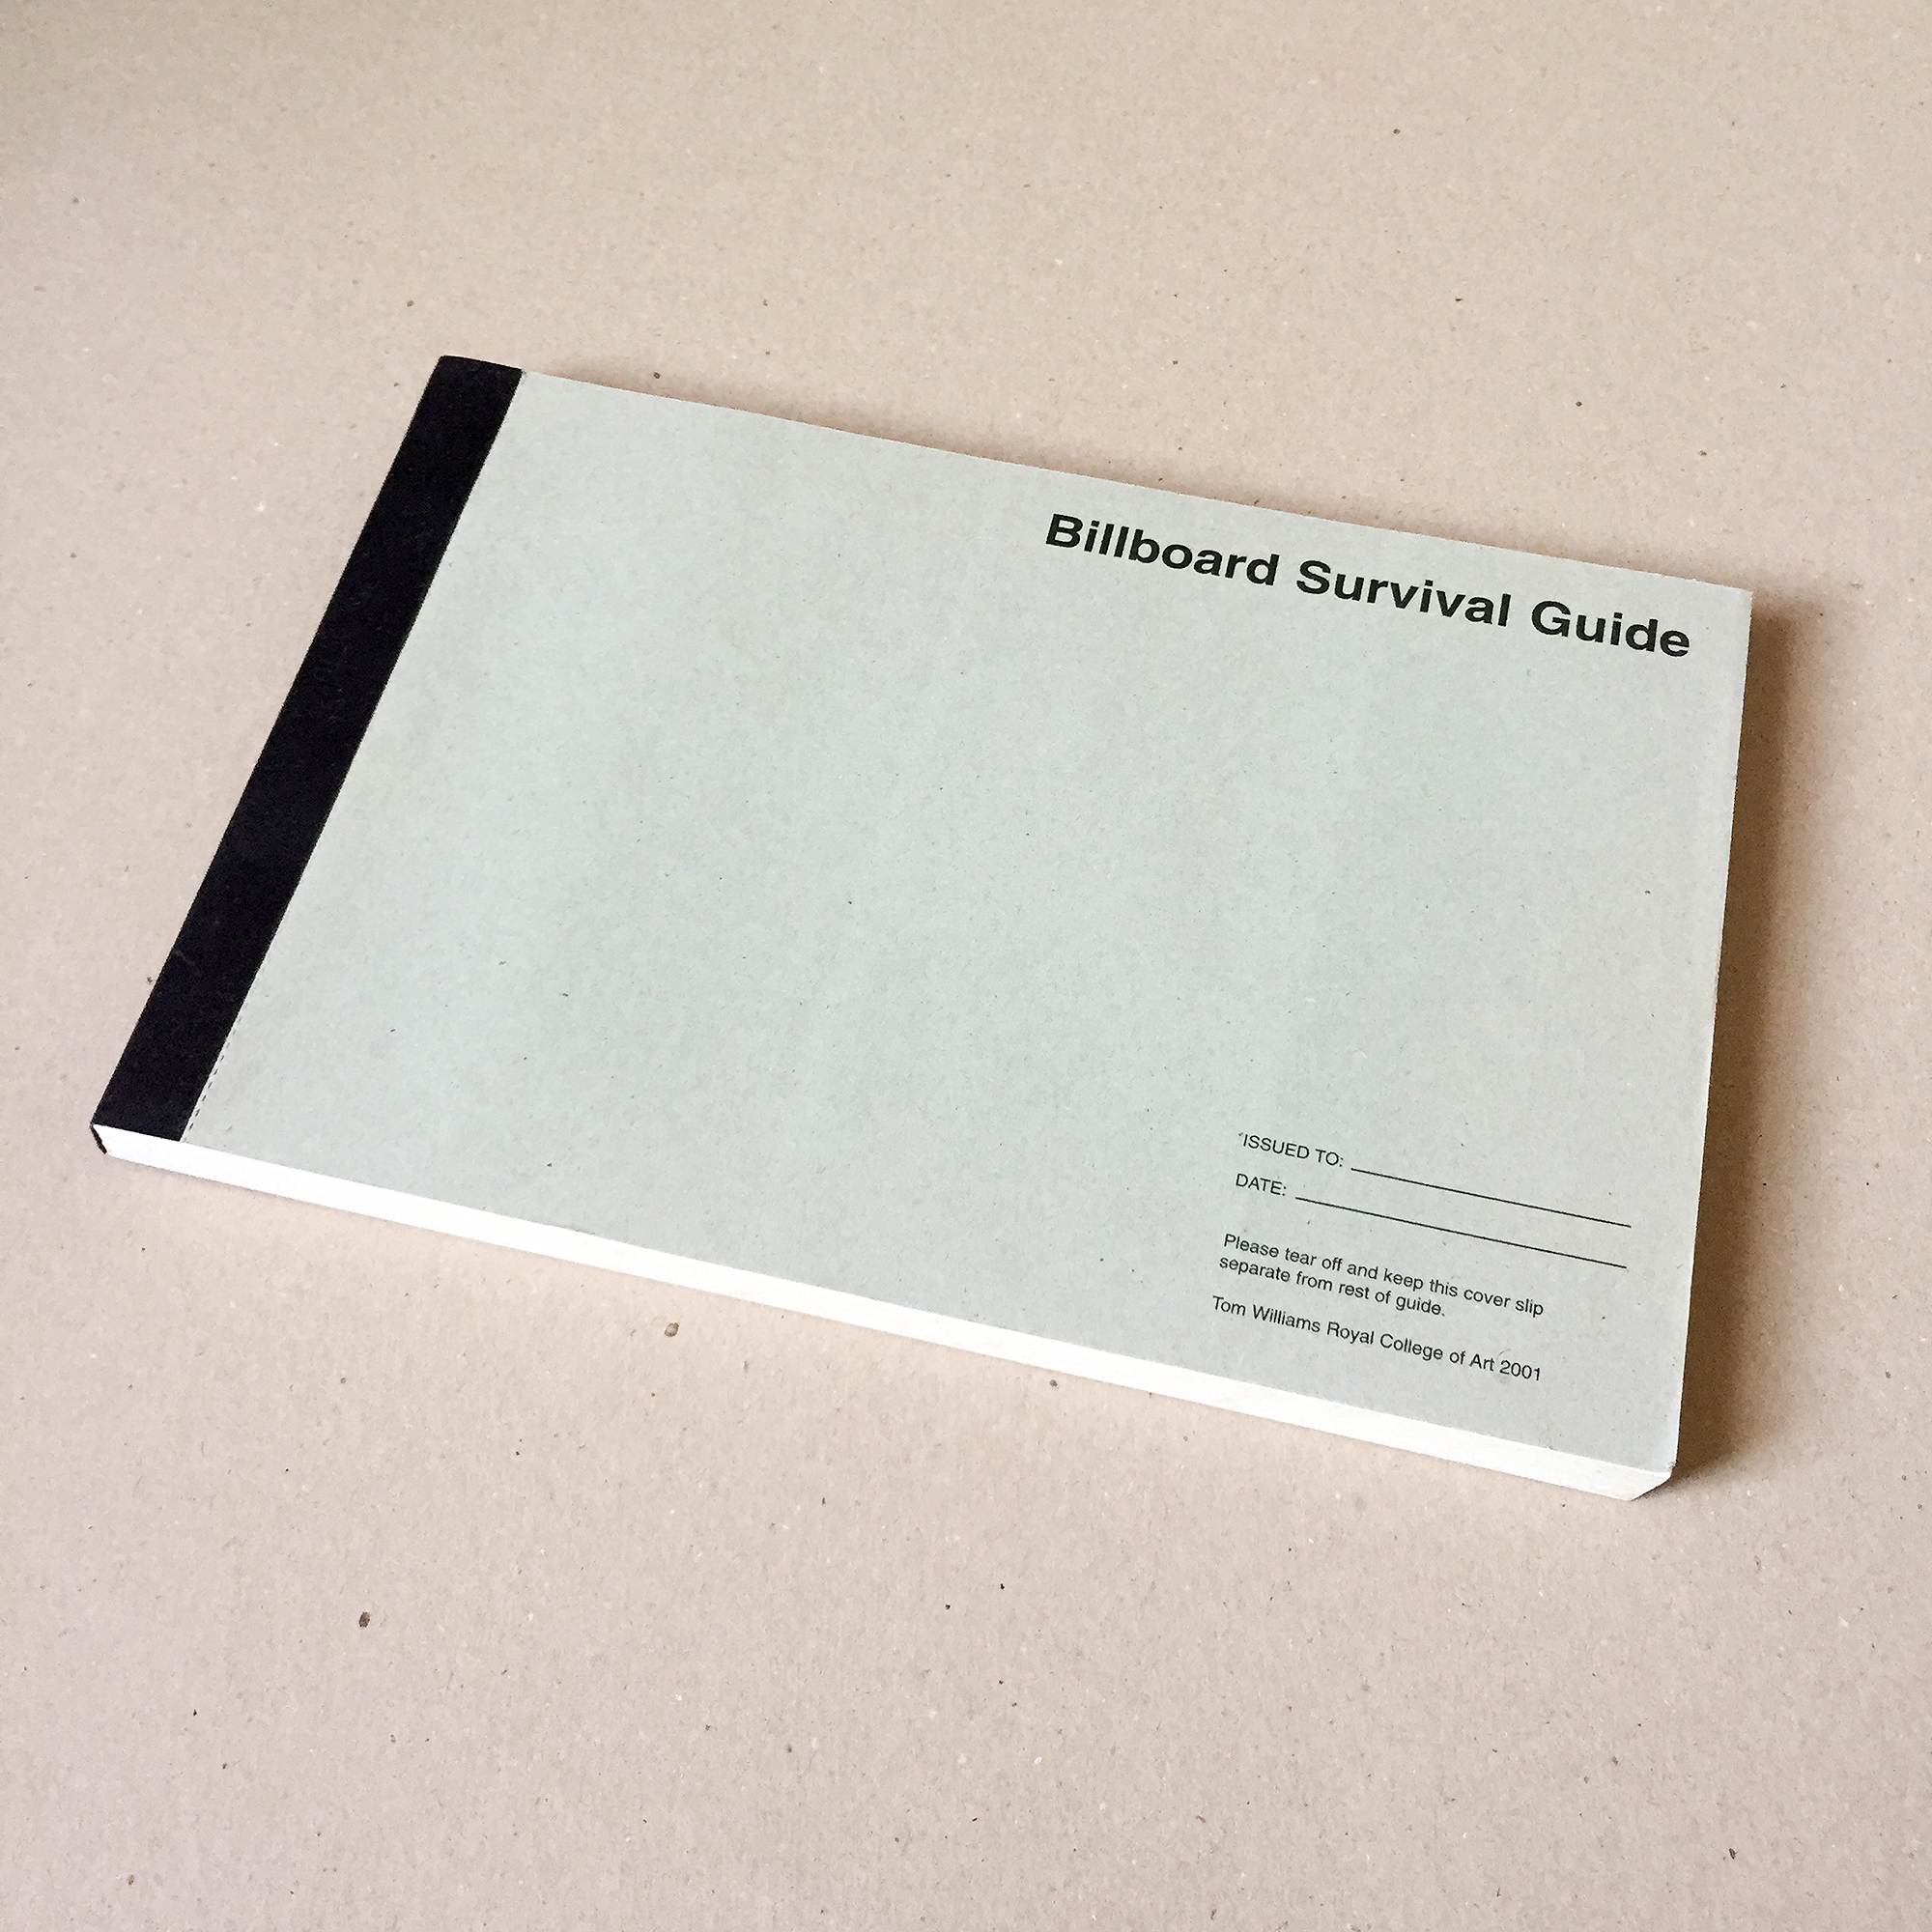 Billboard Survival Guide
ISSUED TO:
DATE:
Please tear off and keep this cover slip
separate from rest of guide.
Tom Williams Royal College of Art 2001